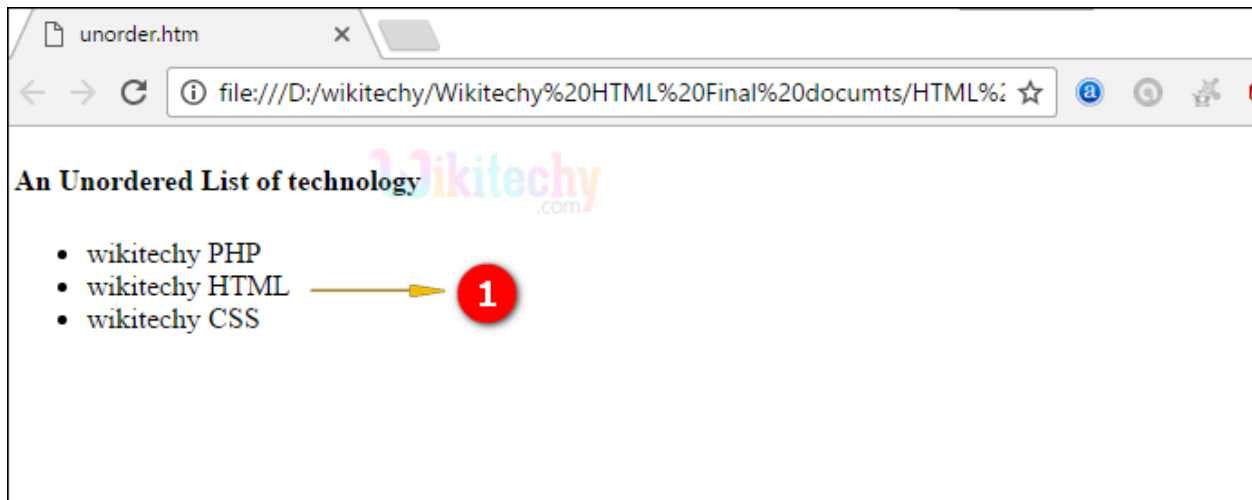 unorder.htm
file:///D:/wikitechy/Wikitechy%20HTML%20Final%20documts/HTML%2
a
Wikitechy
.com
An Unordered List of technology
• wikitechy PHP
• wikitechy HTML
1
• wikitechy CSS